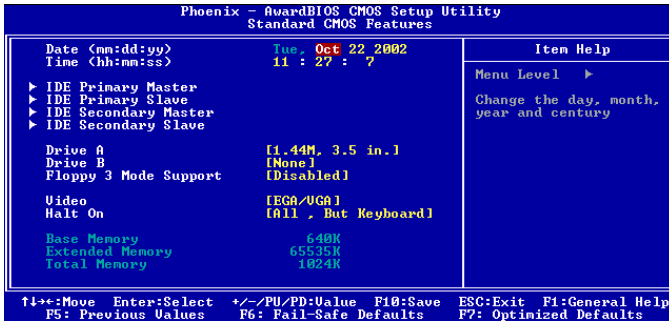 Phoenix - AwardBIOS CMOS Setup Utility
Standard CMOS Features
Date (mm:dd:yy) Tue, Oct 22 2002
Time (hh:mm:ss) 11 : 27 : 7
IDE Primary Master
IDE Primary Slave
IDE Secondary Master
IDE Secondary Slave
Drive A [1.44M, 3.5 in.]
Drive B [None]
Floppy 3 Mode Support [Disabled]
Video [EGA/VGA]
Halt On [All , But Keyboard]
Base Memory 640K
Extended Memory 65535K
Total Memory 1024K
Item Help
Menu Level ▸
Change the day, month,
year and century
↑↓→←:Move Enter:Select +/-/PU/PD:Value F10:Save ESC:Exit F1:General Help
F5: Previous Values F6: Fail-Safe Defaults F7: Optimized Defaults